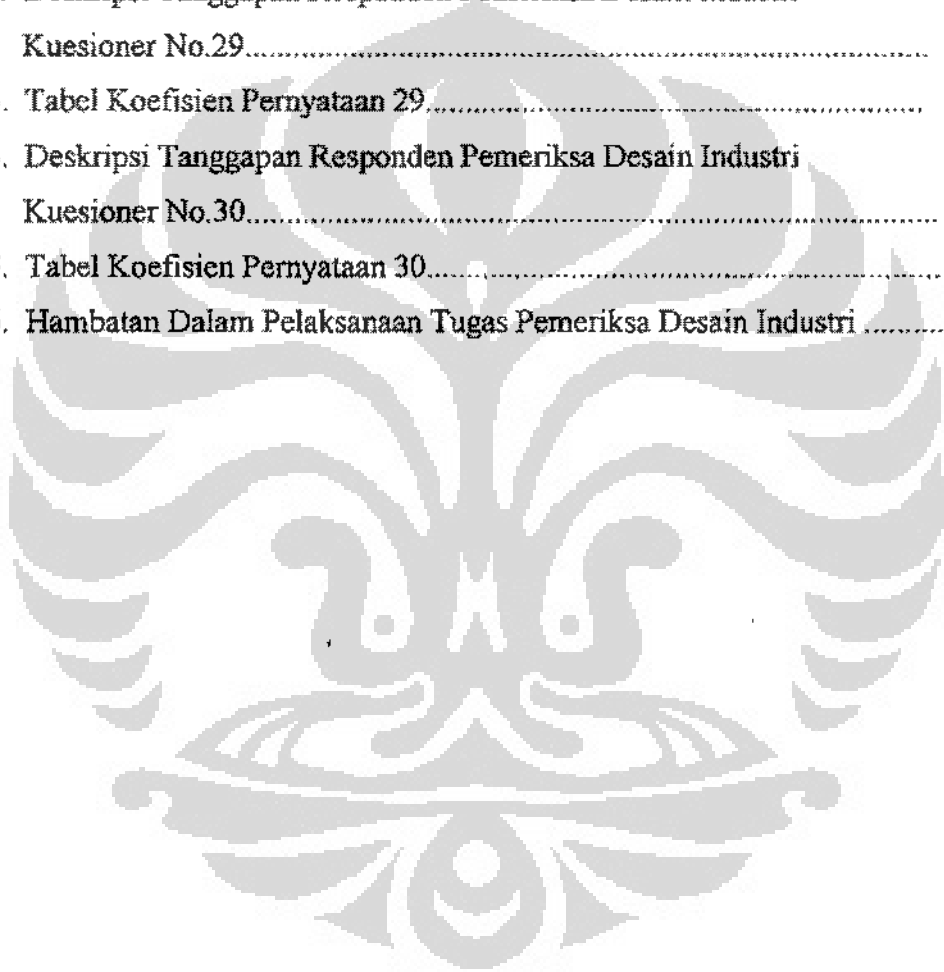 Kuesioner No.29..........
. Tabel Koefisien Pernyataan 29..........
. Deskripsi Tanggapan Responden Pemeriksa Desain Industri
Kuesioner No.30..........
. Tabel Koefisien Pernyataan 30..........
. Hambatan Dalam Pelaksanaan Tugas Pemeriksa Desain Industri ..........